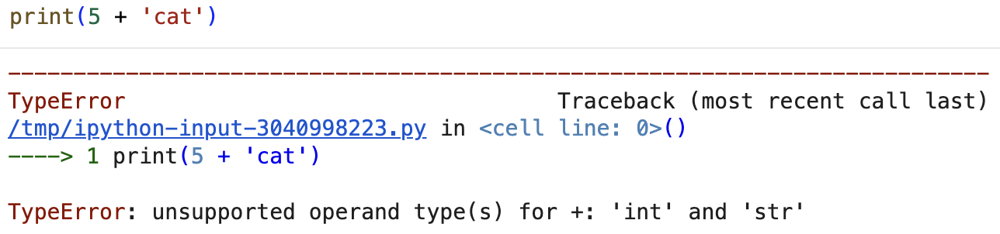 print(5 + 'cat')
---------------------------------------------------------------------------
TypeError                                 Traceback (most recent call last)
/tmp/ipython-input-3040998223.py in <cell line: 0>()
----> 1 print(5 + 'cat')
TypeError: unsupported operand type(s) for +: 'int' and 'str'